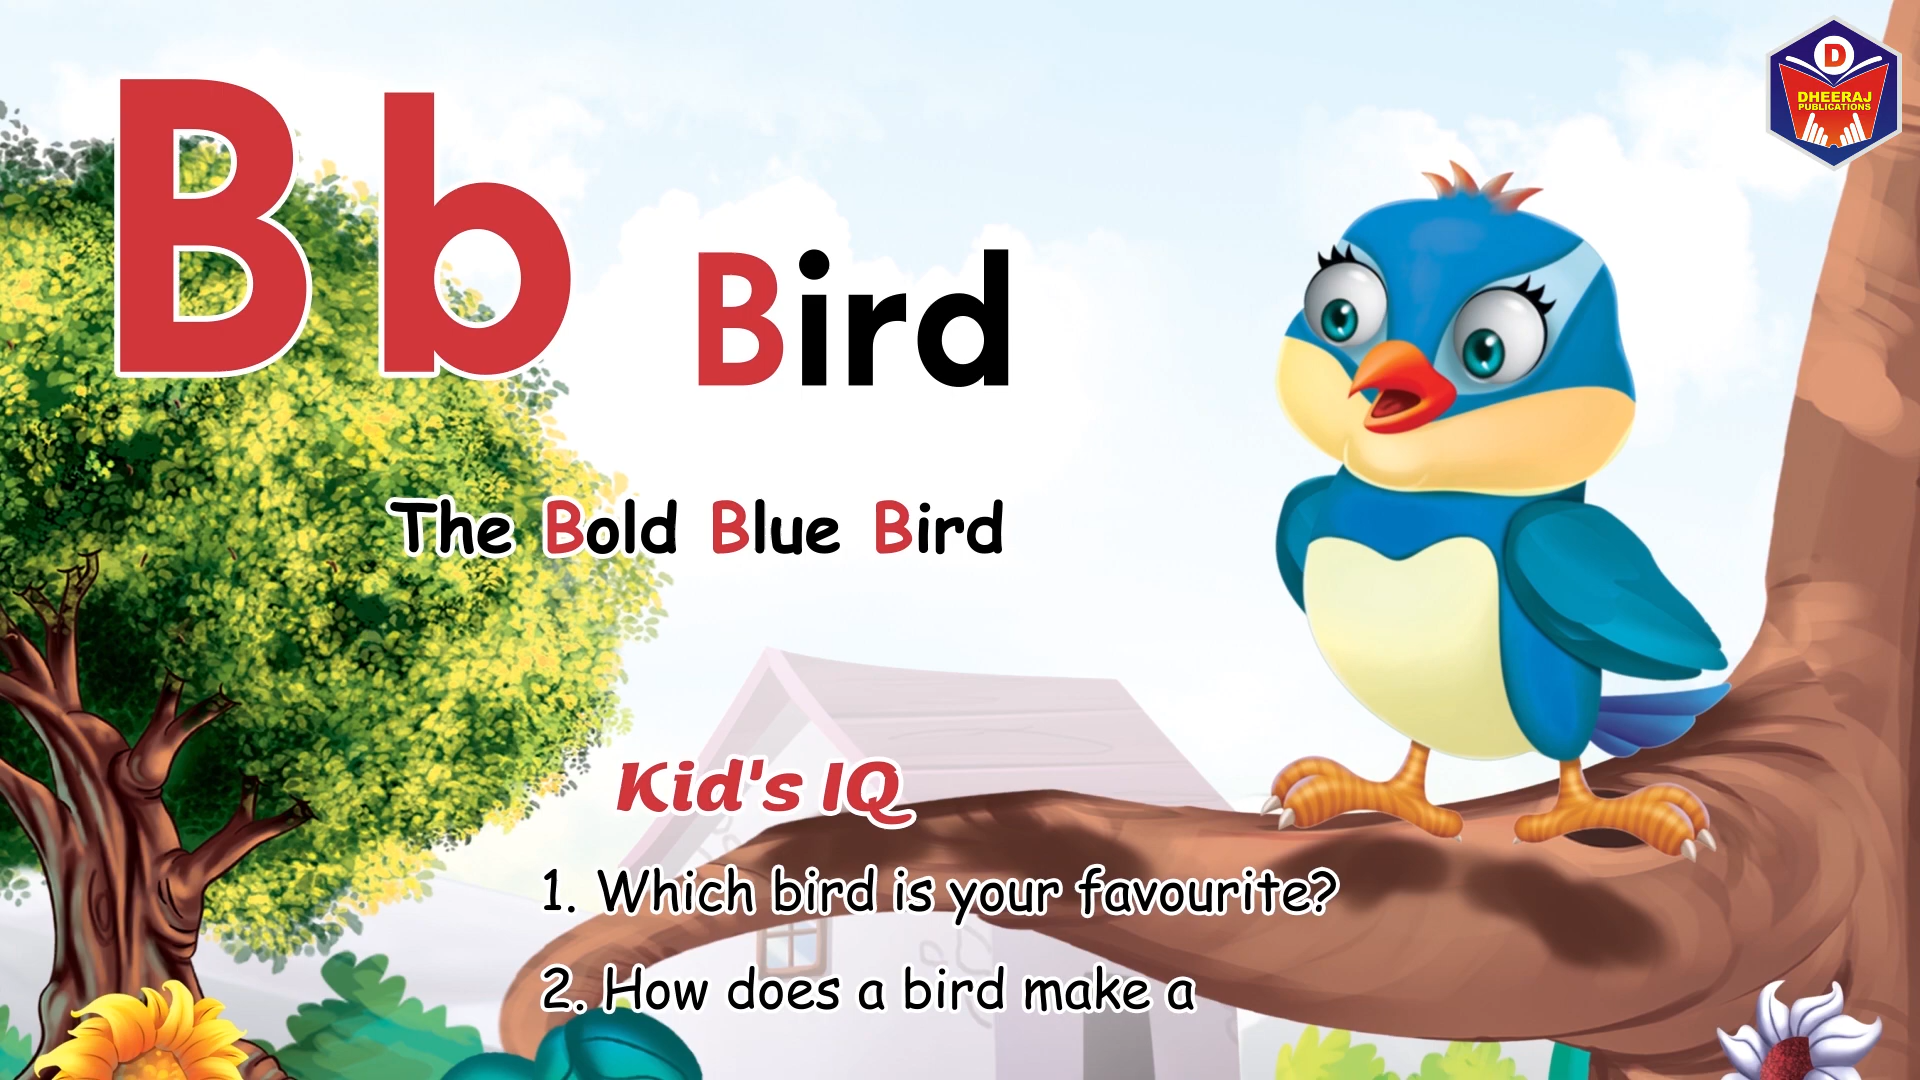 B b
Bird
The Bold Blue Bird
Kid's IQ
1. Which bird is your favourite?
2. How does a bird make a
D
DHEERAJ
PUBLICATIONS